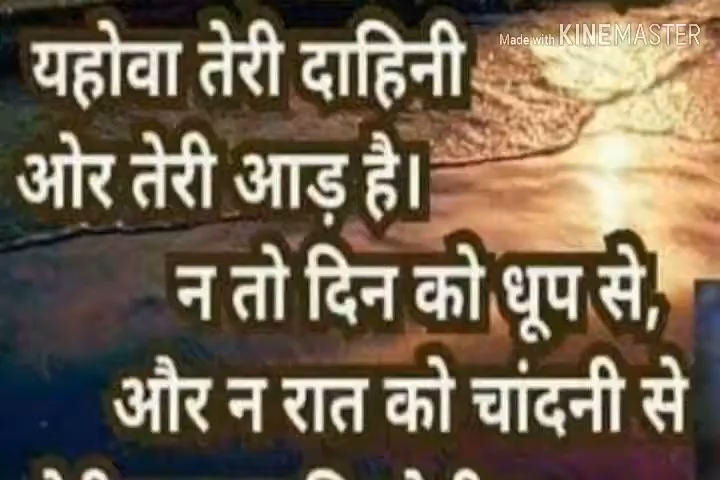 Made with KINEMASTER
यहोवा तेरी दाहिनी
ओर तेरी आड़ है।
न तो दिन को धूप से,
और न रात को चांदनी से